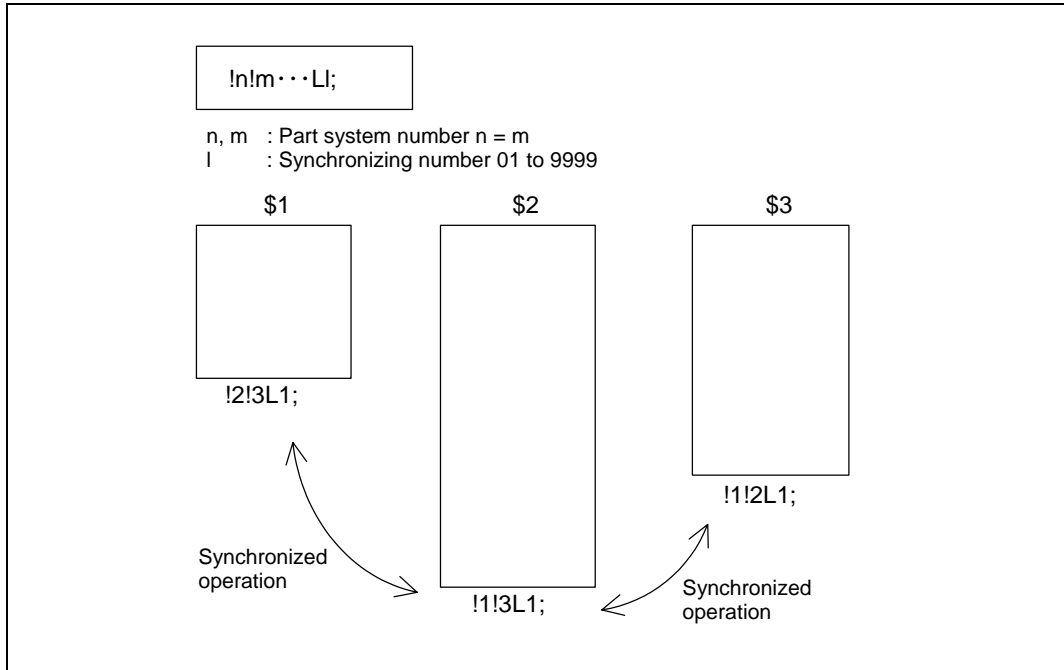 !n!m···Ll;
n, m : Part system number n = m
l : Synchronizing number 01 to 9999
$1 $2 $3
!2!3L1;
!1!2L1;
Synchronized
operation
!1!3L1;
Synchronized
operation